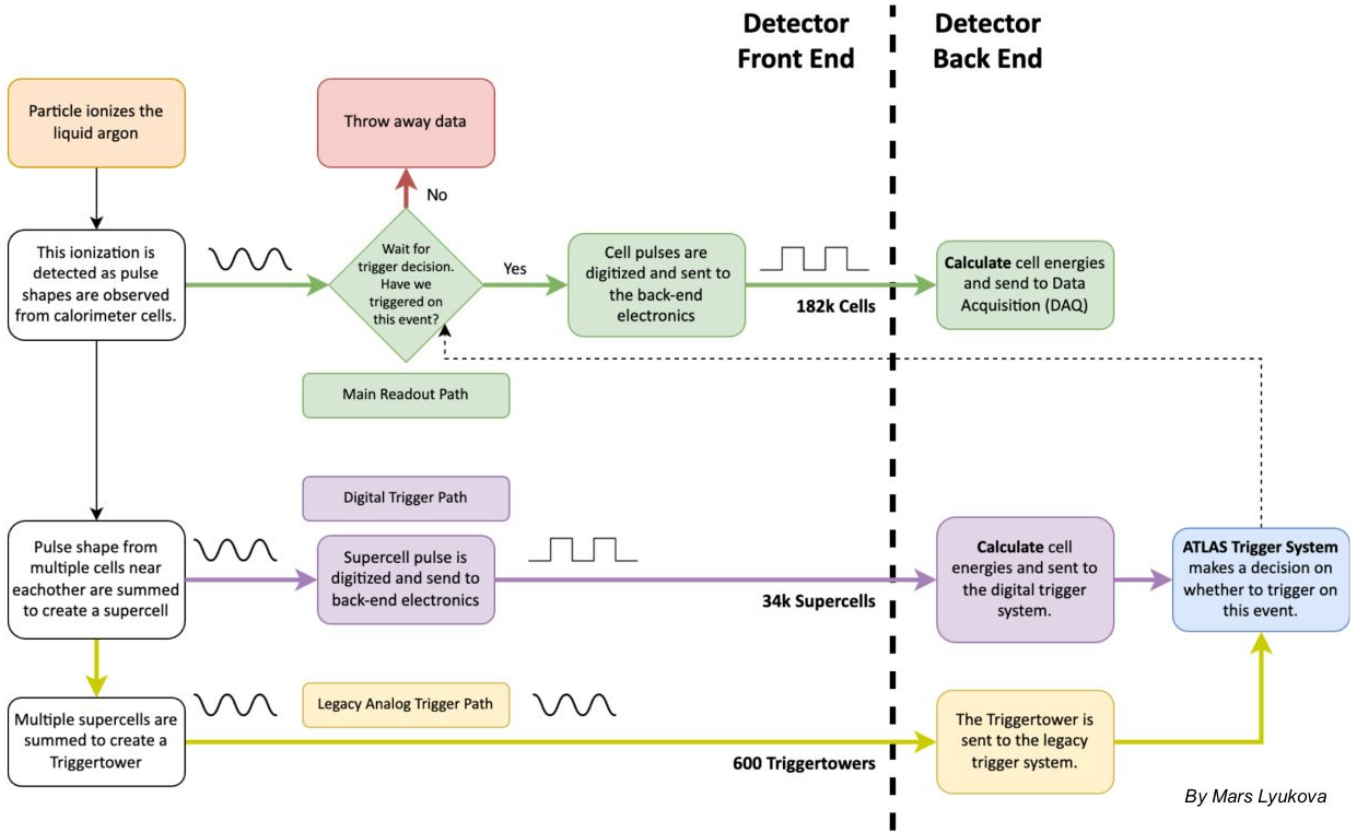 Detector
Front End
Detector
Back End
Particle ionizes the
liquid argon
Throw away data
No
This ionization is
detected as pulse
shapes are observed
from calorimeter cells.
Wait for
trigger decision.
Have we
triggered on
this event?
Yes
Cell pulses are
digitized and sent to
the back-end
electronics
182k Cells
Calculate cell energies
and send to Data
Acquisition (DAQ)
Main Readout Path
Digital Trigger Path
Pulse shape from
multiple cells near
eachother are summed
to create a supercell
Supercell pulse is
digitized and send to
back-end electronics
34k Supercells
Calculate cell
energies and sent to
the digital trigger
system.
ATLAS Trigger System
makes a decision on
whether to trigger on
this event.
Multiple supercells are
summed to create a
Triggertower
Legacy Analog Trigger Path
600 Triggertowers
The Triggertower is
sent to the legacy
trigger system.
By Mars Lyukova